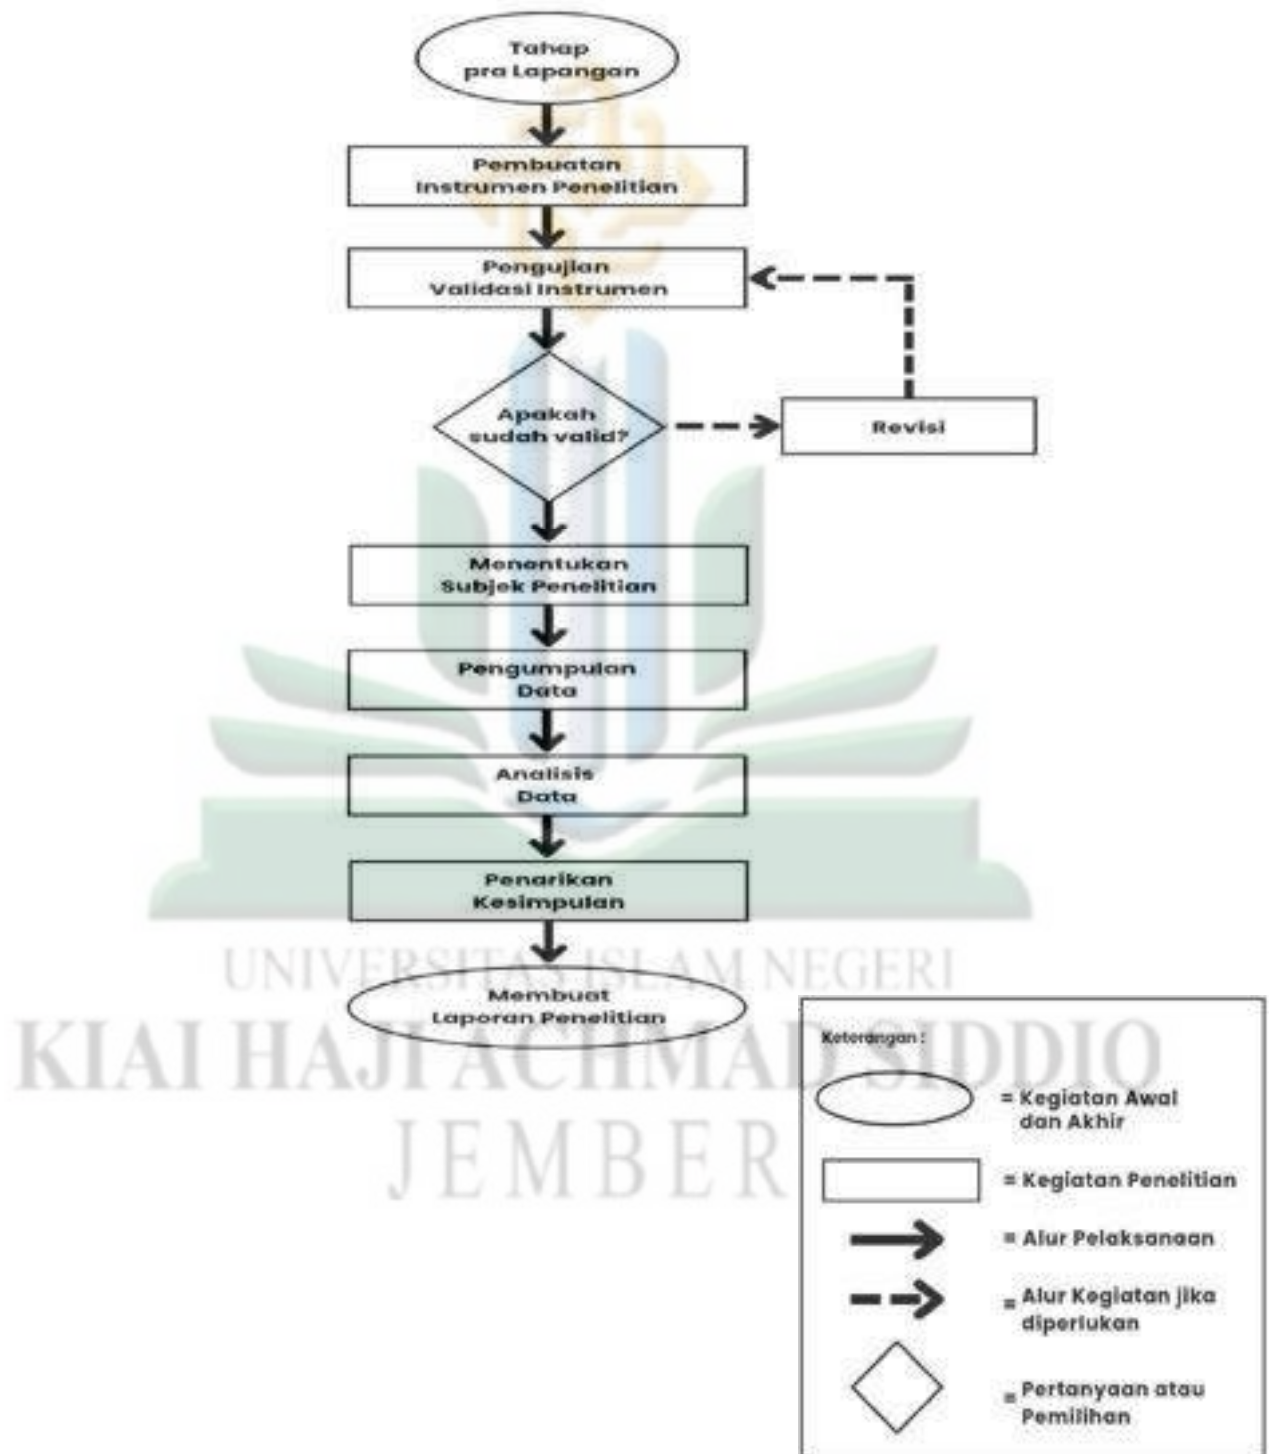 Tahap
pra Lapangan
Pembuatan
Instrumen Penelitian
Pengujian
Validasi Instrumen
Apakah
sudah valid?
Revisi
Menentukan
Subjek Penelitian
Pengumpulan
Data
Analisis
Data
Penarikan
Kesimpulan
Membuat
Laporan Penelitian
UNIVERSITAS ISLAM NEGERI
KIAI HAJI ACHMAD SIDDIQ
JEMBER
Keterangan :
= Kegiatan Awal
dan Akhir
= Kegiatan Penelitian
= Alur Pelaksanaan
= Alur Kegiatan jika
diperlukan
= Pertanyaan atau
Pemilihan